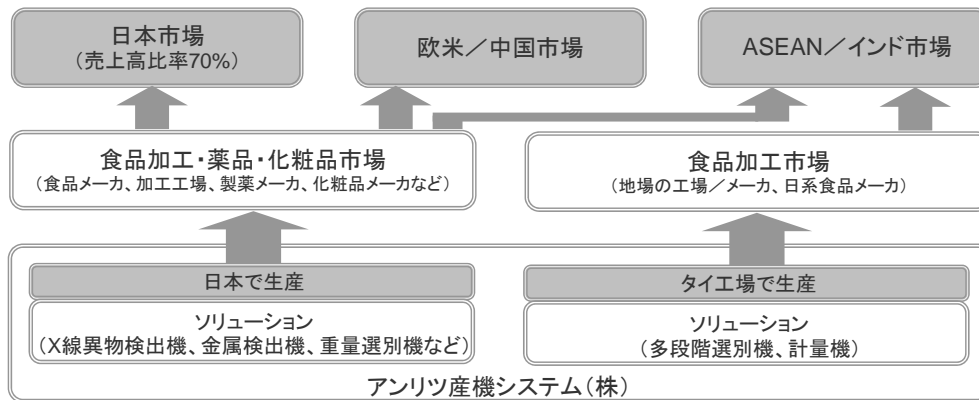 日本市場
(売上高比率70%)
欧米／中国市場
ASEAN／インド市場
食品加工・薬品・化粧品市場
(食品メーカ、加工工場、製薬メーカ、化粧品メーカなど)
食品加工市場
(地場の工場／メーカ、日系食品メーカ)
日本で生産
タイ工場で生産
ソリューション
(X線異物検出機、金属検出機、重量選別機など)
ソリューション
(多段階選別機、計量機)
アンリツ産機システム(株)